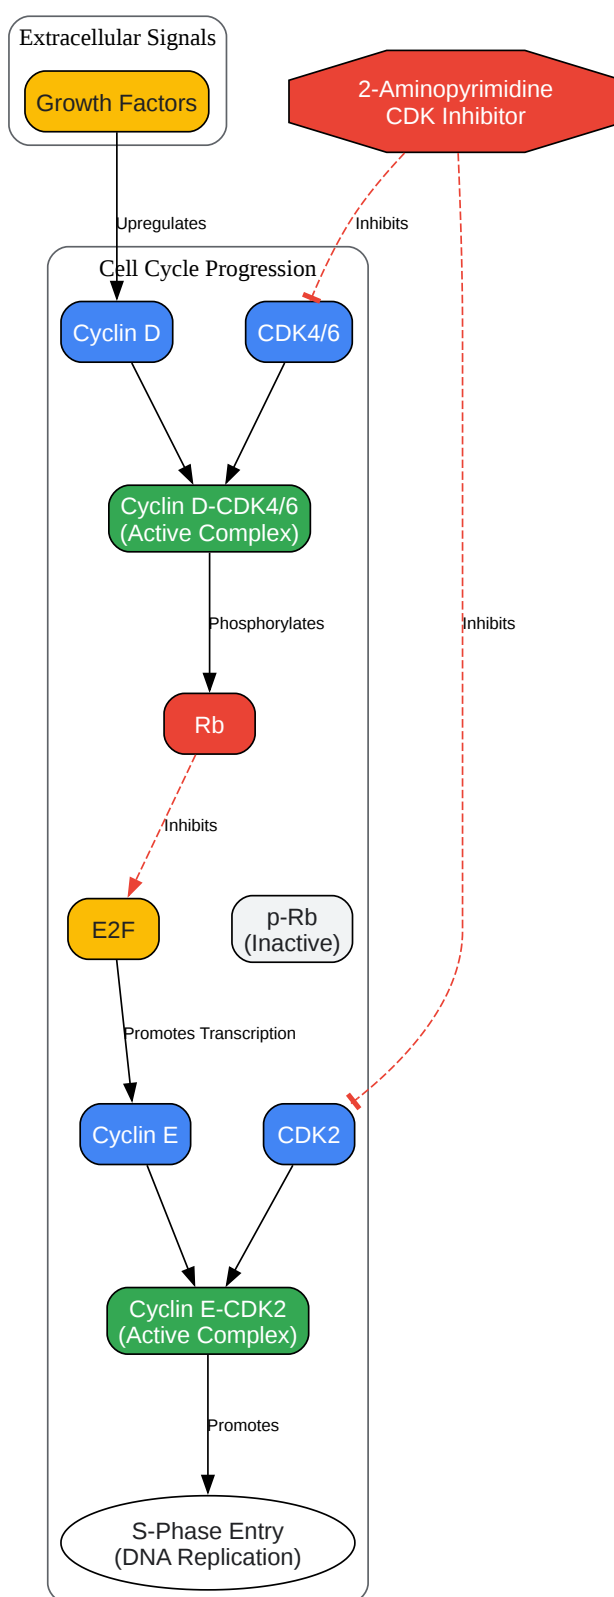 Extracellular Signals
Growth Factors
2-Aminopyrimidine
CDK Inhibitor
Upregulates
Inhibits
Cell Cycle Progression
Cyclin D
CDK4/6
Cyclin D-CDK4/6
(Active Complex)
Phosphorylates
Inhibits
Rb
Inhibits
E2F
p-Rb
(Inactive)
Promotes Transcription
Cyclin E
CDK2
Cyclin E-CDK2
(Active Complex)
Promotes
S-Phase Entry
(DNA Replication)